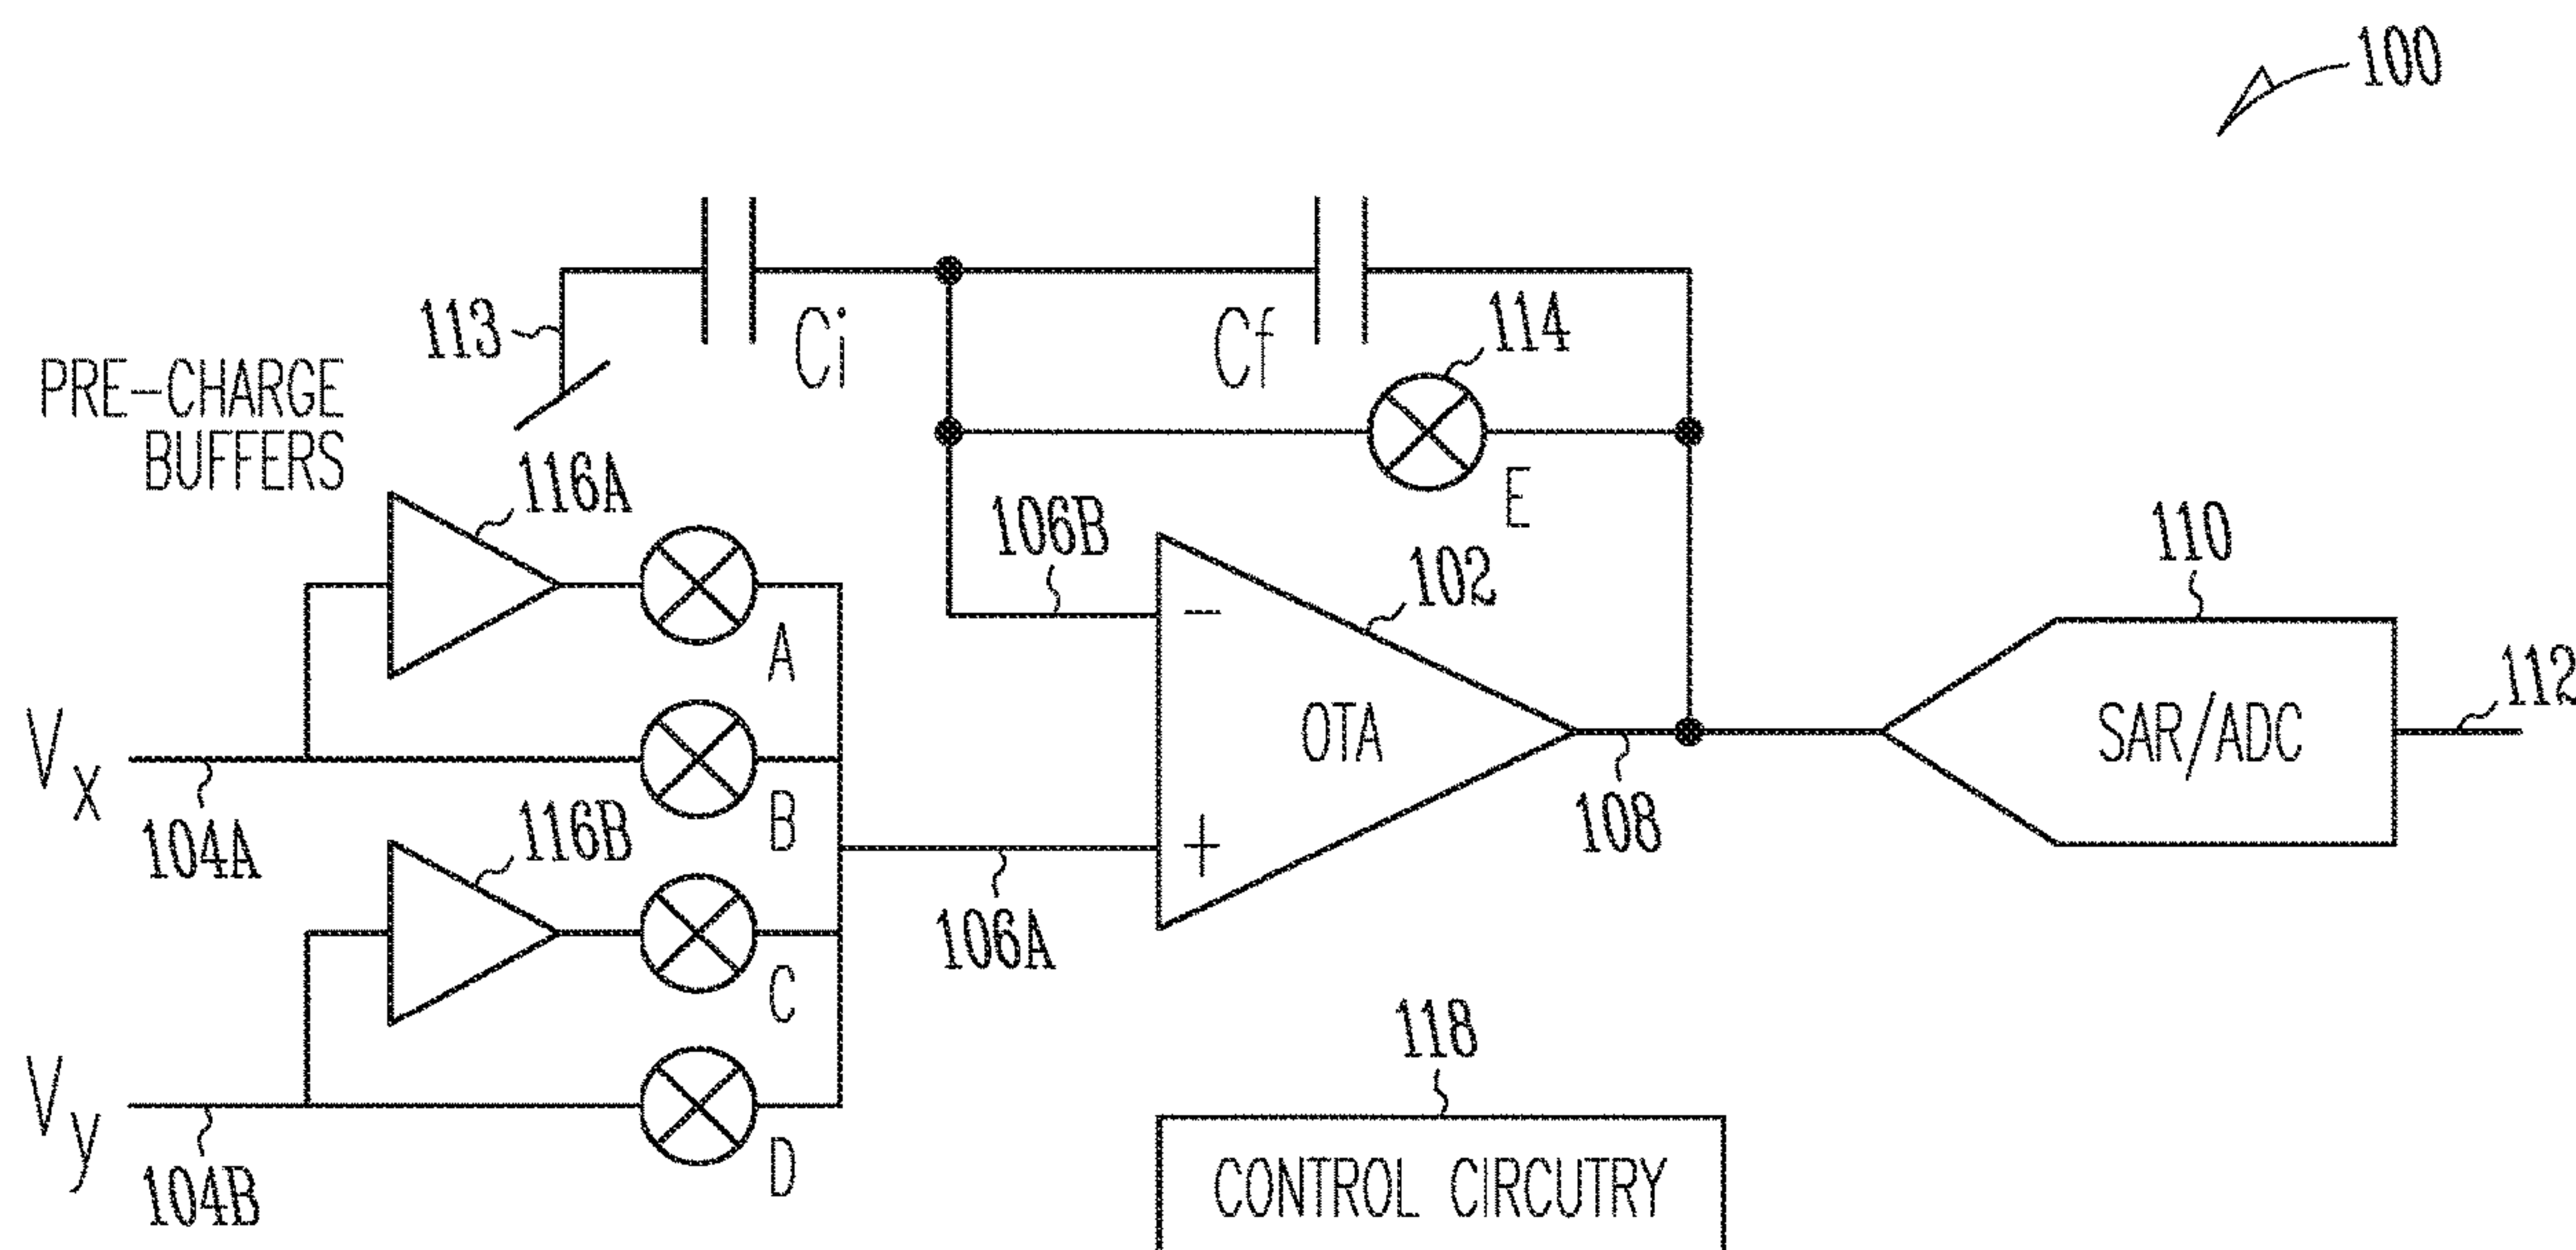 100
113
Ci
Cf
114
PRE-CHARGE
BUFFERS
116A
E
106B
102
110
A
−
112
Vx
OTA
SAR/ADC
104A
116B
B
+
108
106A
C
118
Vy
D
104B
CONTROL CIRCUTRY